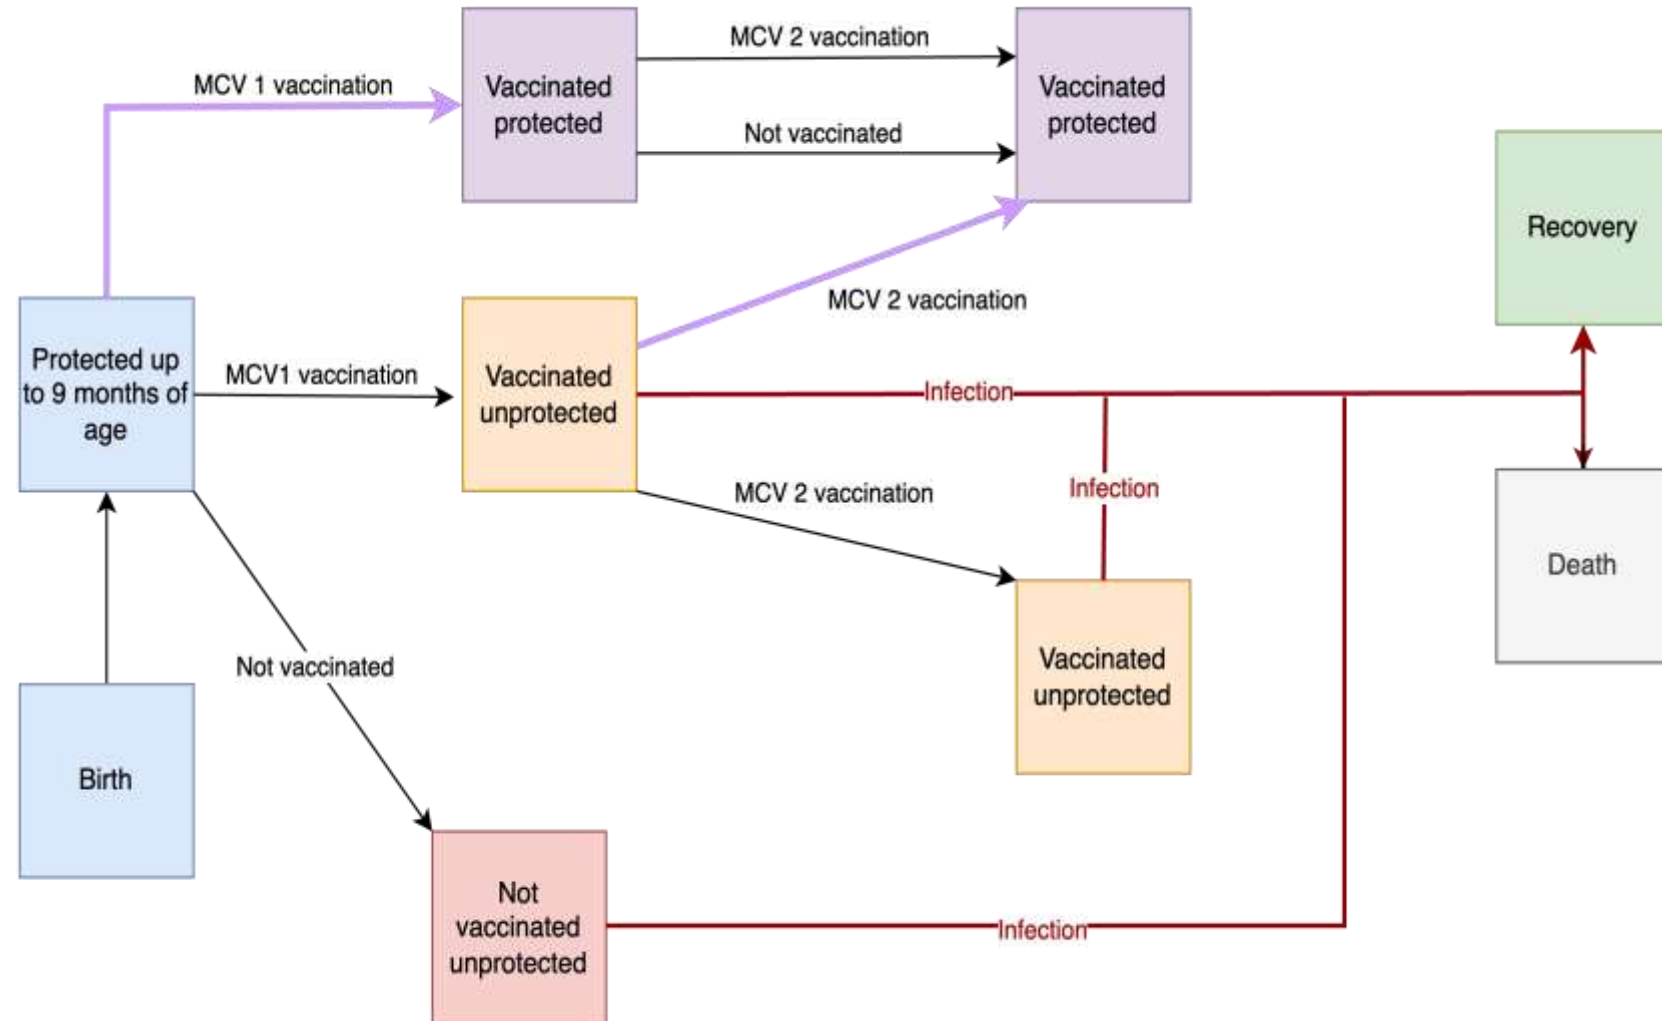 MCV 1 vaccination
Vaccinated
protected
MCV 2 vaccination
Not vaccinated
Vaccinated
protected
MCV 2 vaccination
Recovery
Protected up
to 9 months of
age
MCV1 vaccination
Vaccinated
unprotected
Infection
MCV 2 vaccination
Infection
Death
Not vaccinated
Vaccinated
unprotected
Birth
Not
vaccinated
unprotected
Infection